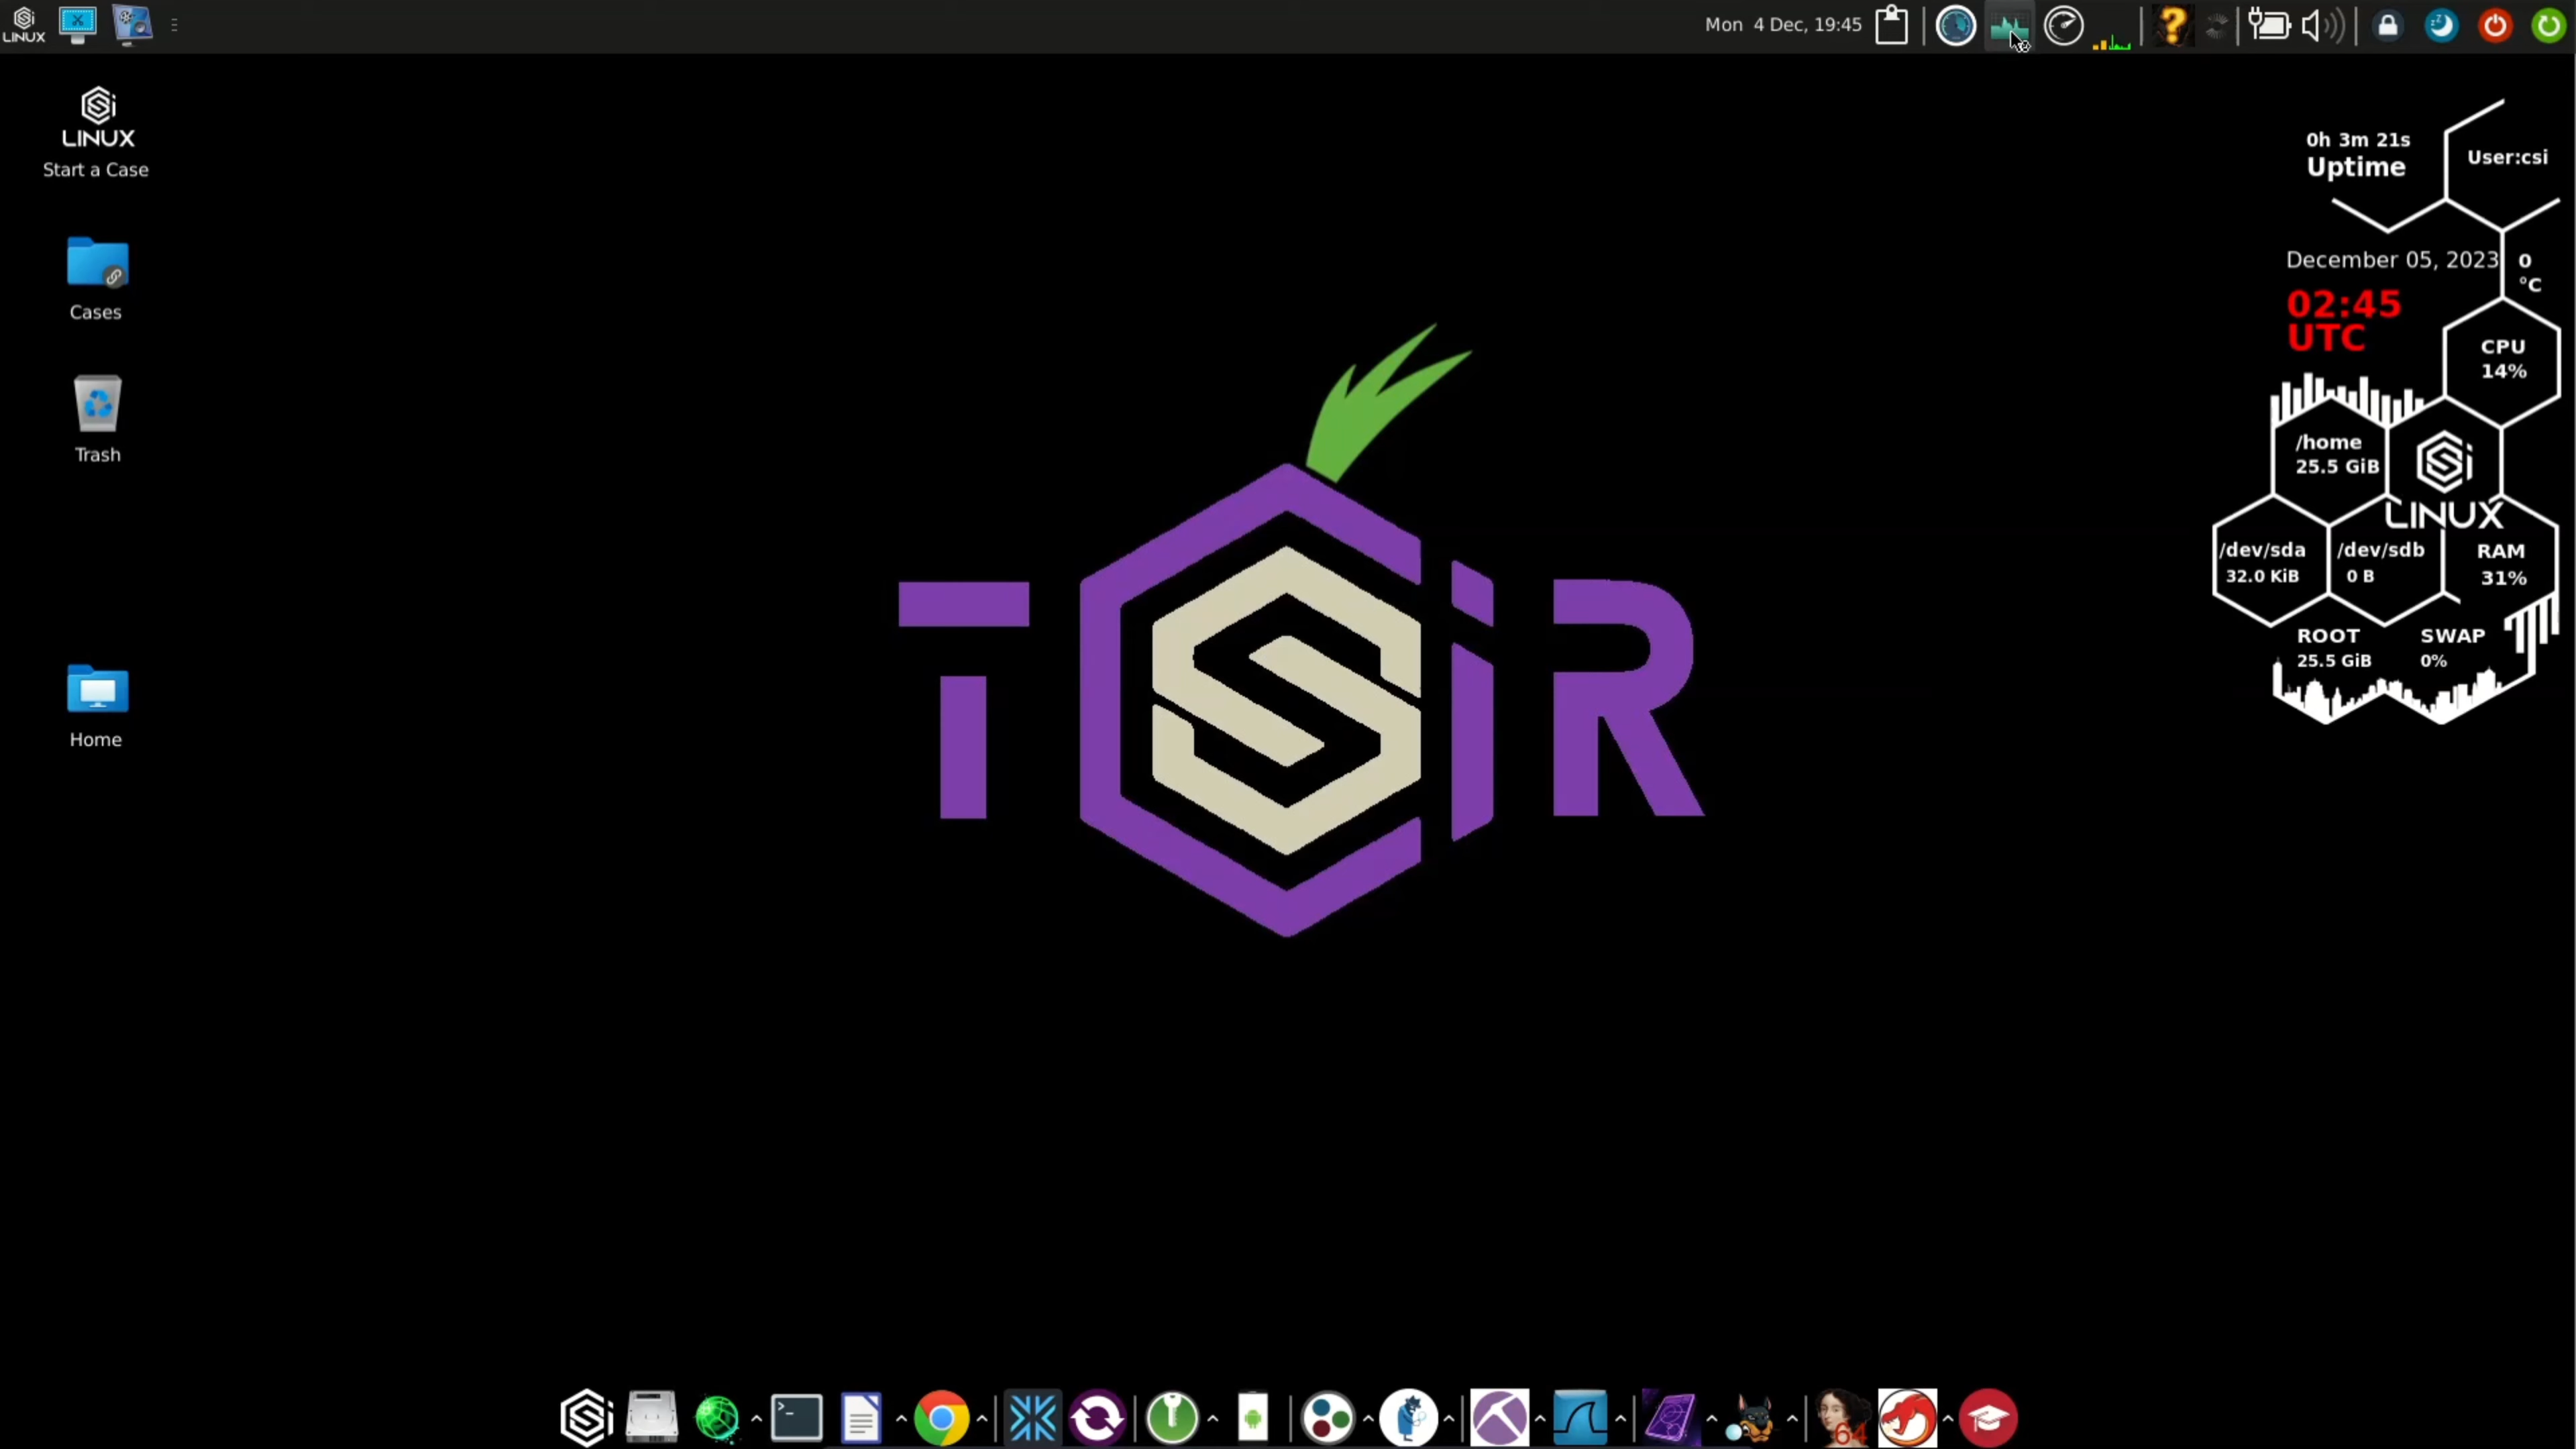 LINUX
Mon 4 Dec, 19:45
LINUX
Start a Case
Cases
Trash
Home
TCSiR
0h 3m 21s
Uptime
User:csi
December 05, 2023
0
°C
02:45
UTC
CPU
14%
/home
25.5 GiB
LINUX
/dev/sda
32.0 KiB
/dev/sdb
0 B
RAM
31%
ROOT
25.5 GiB
SWAP
0%
64